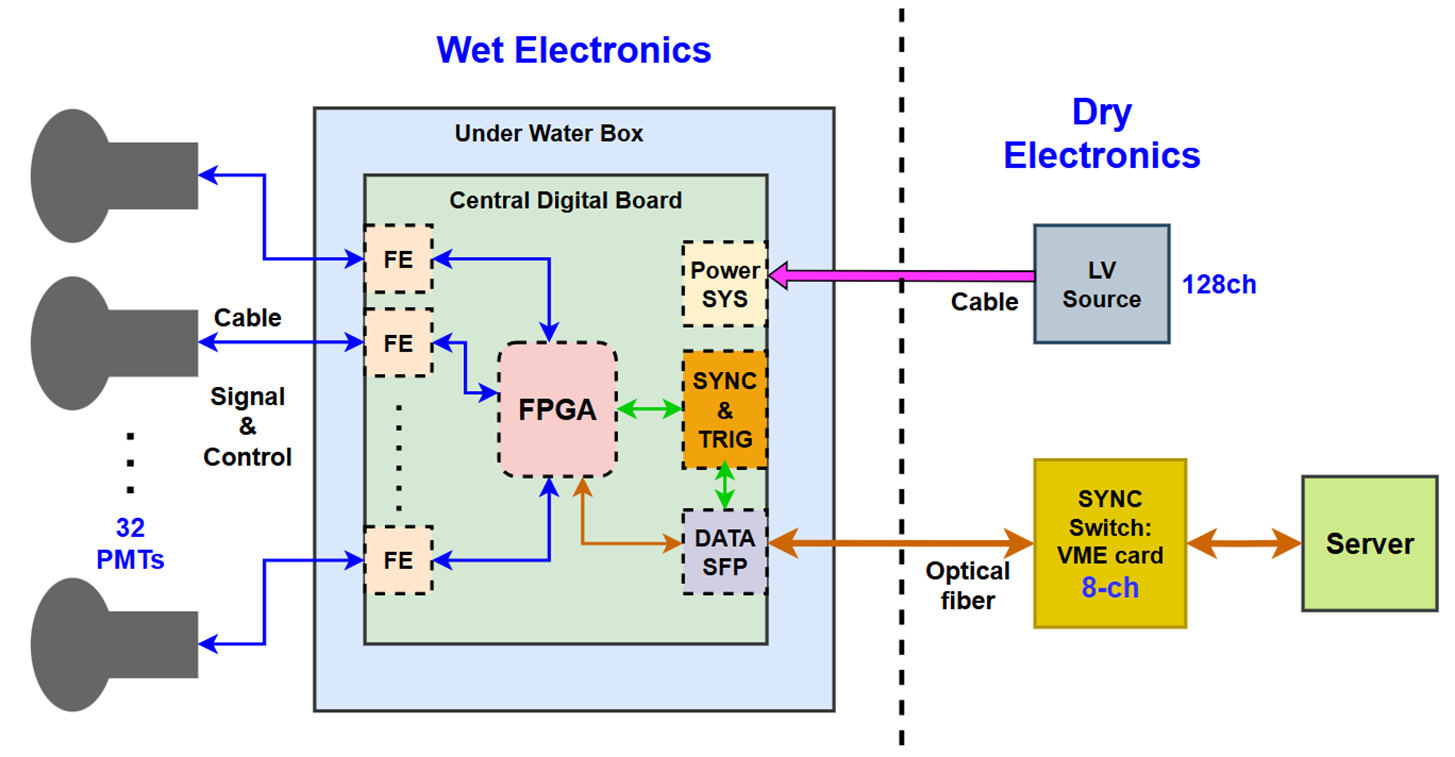 Wet Electronics
Dry
Electronics
Under Water Box
Central Digital Board
FE
FE
FE
Cable
Signal
&
Control
32
PMTs
FPGA
Power
SYS
SYNC
&
TRIG
DATA
SFP
Cable
LV
Source
128ch
Optical
fiber
SYNC
Switch:
VME card
8-ch
Server